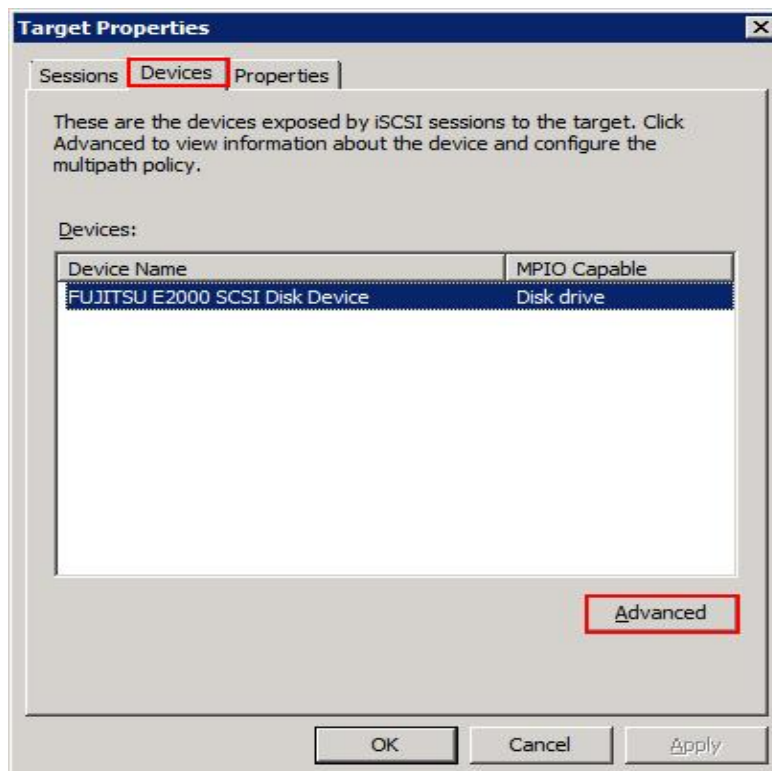 Target Properties
Sessions Devices Properties
These are the devices exposed by iSCSI sessions to the target. Click
Advanced to view information about the device and configure the
multipath policy.
Devices:
Device Name MPIO Capable
FUJITSU E2000 SCSI Disk Device Disk drive
Advanced
OK Cancel Apply